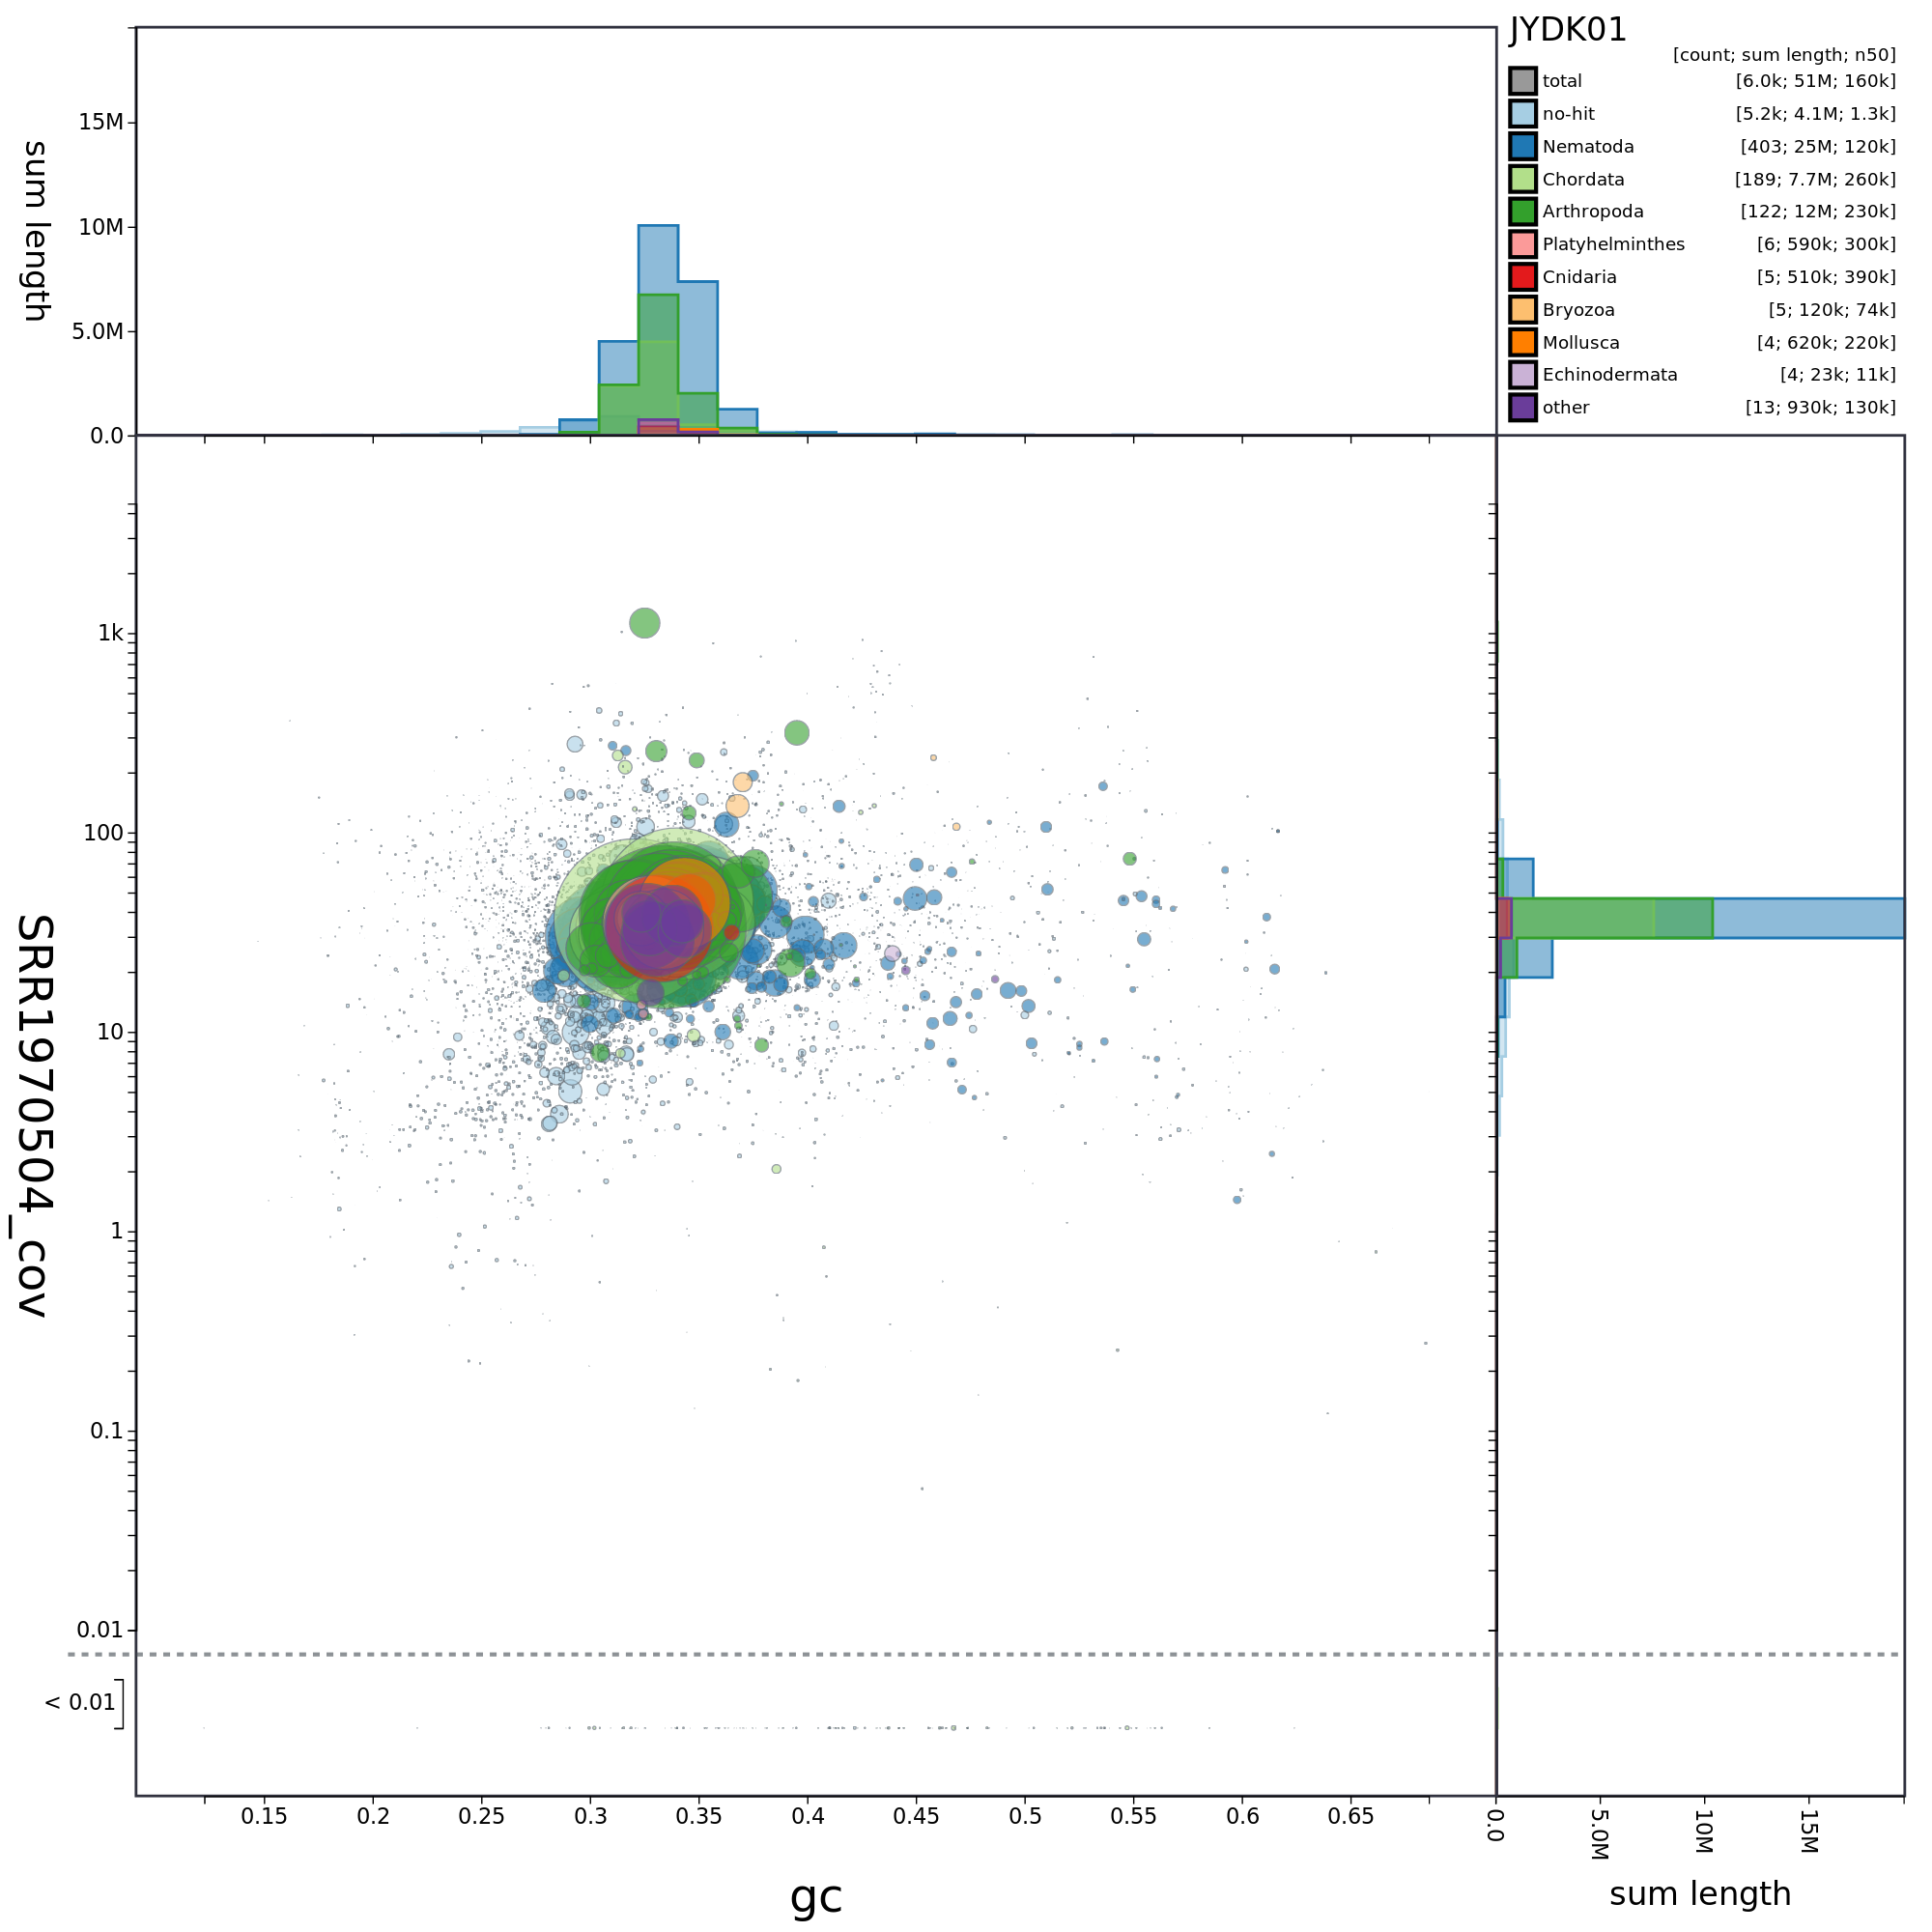 JYDK01
[count; sum length; n50]
total [6.0k; 51M; 160k]
no-hit [5.2k; 4.1M; 1.3k]
Nematoda [403; 25M; 120k]
Chordata [189; 7.7M; 260k]
Arthropoda [122; 12M; 230k]
Platyhelminthes [6; 590k; 300k]
Cnidaria [5; 510k; 390k]
Bryozoa [5; 120k; 74k]
Mollusca [4; 620k; 220k]
Echinodermata [4; 23k; 11k]
other [13; 930k; 130k]
sum length
15M
10M
5.0M
0.0
SRR1970504_cov
1k
100
10
1
0.1
0.01
< 0.01
0.15 0.2 0.25 0.3 0.35 0.4 0.45 0.5 0.55 0.6 0.65
gc
0.0 5.0M 10M 15M
sum length